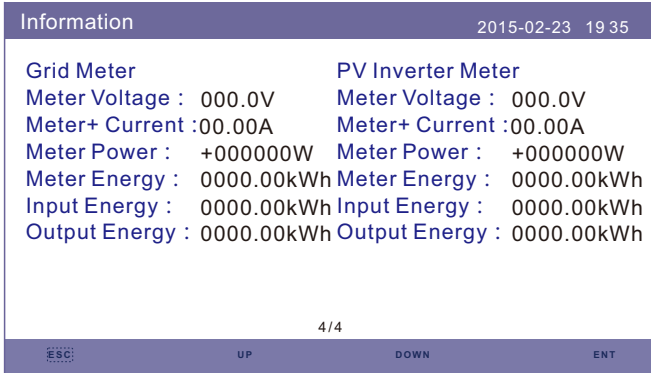 Information 2015-02-23 19 35
Grid Meter PV Inverter Meter
Meter Voltage : 000.0V Meter Voltage : 000.0V
Meter+ Current :00.00A Meter+ Current :00.00A
Meter Power : +000000W Meter Power : +000000W
Meter Energy : 0000.00kWh Meter Energy : 0000.00kWh
Input Energy : 0000.00kWh Input Energy : 0000.00kWh
Output Energy : 0000.00kWh Output Energy : 0000.00kWh
4/4
ESC UP DOWN ENT